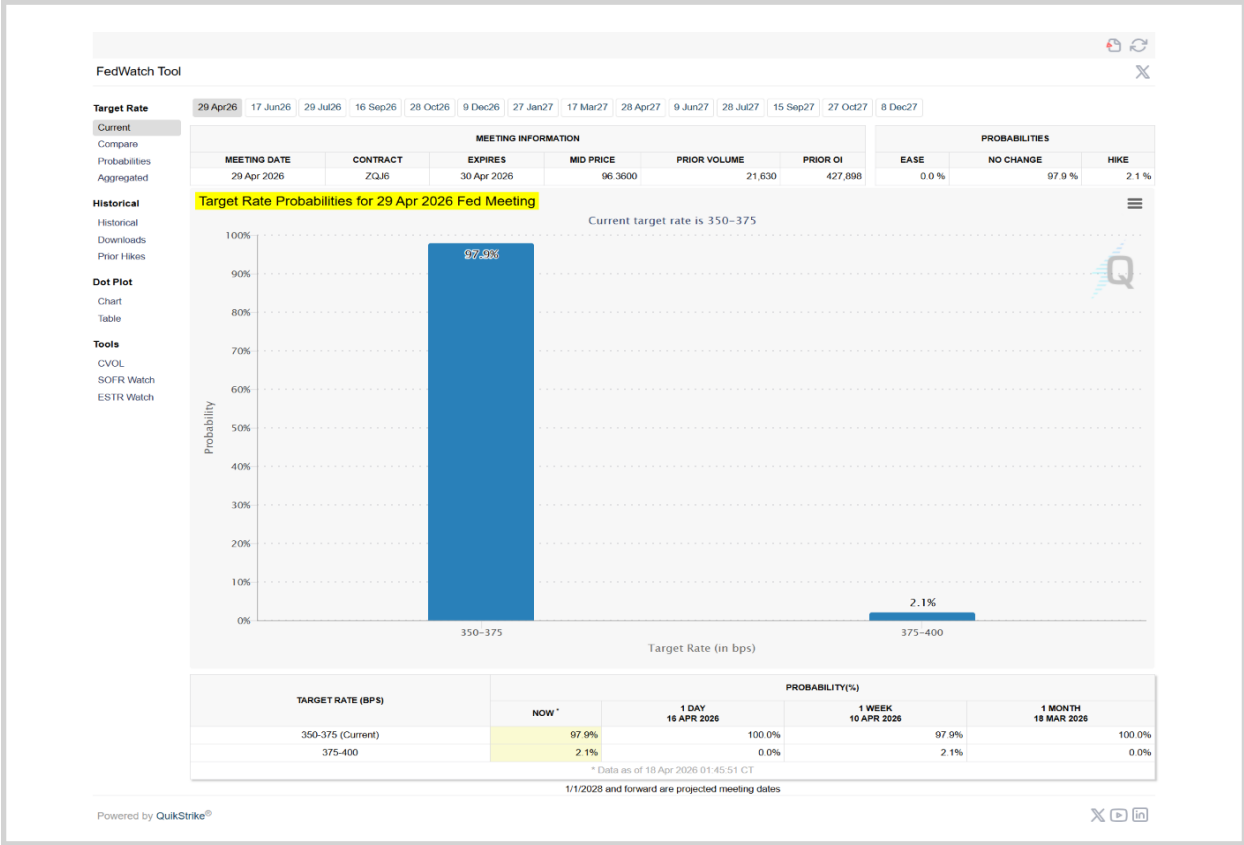 FedWatch Tool
Target Rate
Current
Compare
Probabilities
Aggregated
Historical
Historical
Downloads
Prior Hikes
Dot Plot
Chart
Table
Tools
CVOL
SOFR Watch
ESTR Watch
29 Apr26 17 Jun26 29 Jul26 16 Sep26 28 Oct26 9 Dec26 27 Jan27 17 Mar27 28 Apr27 9 Jun27 28 Jul27 15 Sep27 27 Oct27 8 Dec27
MEETING INFORMATION
MEETING DATE CONTRACT EXPIRES MID PRICE PRIOR VOLUME PRIOR OI
29 Apr 2026 ZQJ6 30 Apr 2026 96.3600 21,630 427,898
PROBABILITIES
EASE NO CHANGE HIKE
0.0 % 97.9 % 2.1 %
Target Rate Probabilities for 29 Apr 2026 Fed Meeting
Current target rate is 350–375
Q
Probability
100%
90%
80%
70%
60%
50%
40%
30%
20%
10%
0%
97.9%
2.1%
350–375 375–400
Target Rate (in bps)
TARGET RATE (BPS) PROBABILITY(%)
NOW * 1 DAY 1 WEEK 1 MONTH
16 APR 2026 10 APR 2026 18 MAR 2026
350-375 (Current) 97.9% 100.0% 97.9% 100.0%
375-400 2.1% 0.0% 2.1% 0.0%
* Data as of 18 Apr 2026 01:45:51 CT
1/1/2028 and forward are projected meeting dates
Powered by QuikStrike®